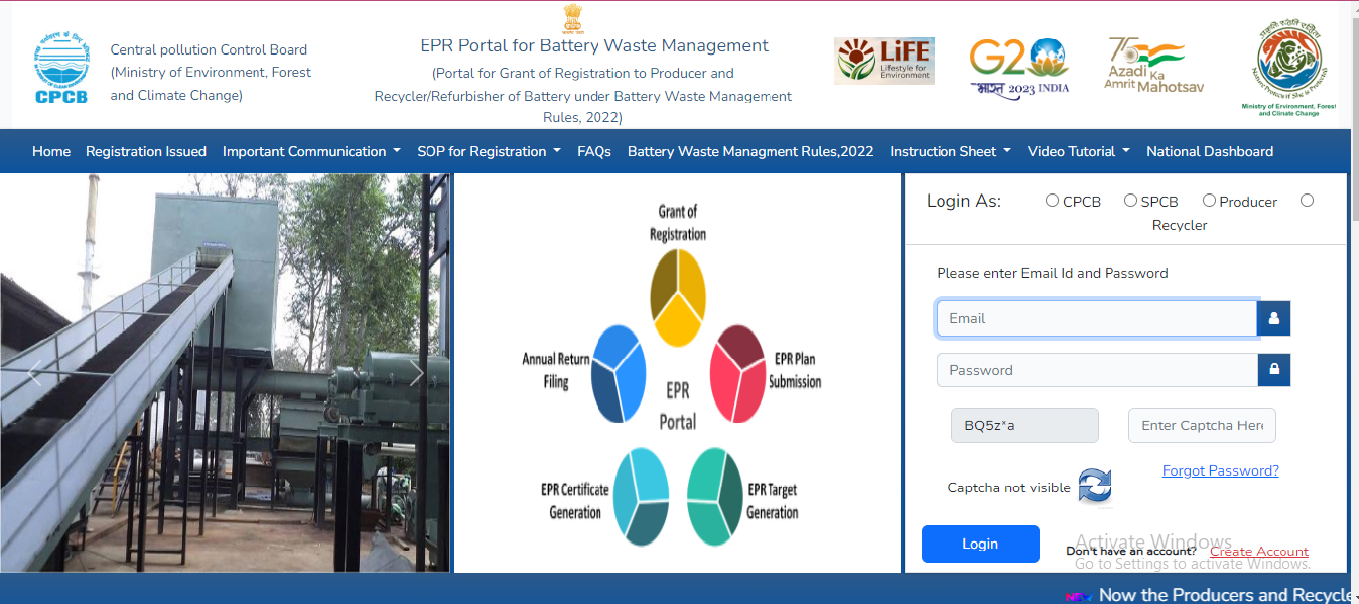 Central pollution Control Board
(Ministry of Environment, Forest
and Climate Change)
CPCB
EPR Portal for Battery Waste Management
(Portal for Grant of Registration to Producer and
Recycler/Refurbisher of Battery under Battery Waste Management
Rules, 2022)
LiFE
Lifestyle for
Environment
G20
भारत 2023 INDIA
75
Azadi Ka
Amrit Mahotsav
Ministry of Environment, Forest
and Climate Change
Home Registration Issued Important Communication SOP for Registration FAQs Battery Waste Managment Rules,2022 Instruction Sheet Video Tutorial National Dashboard
Grant of
Registration
Annual Return
Filing
EPR Plan
Submission
EPR
Portal
EPR Certificate
Generation
EPR Target
Generation
Login As: CPCB SPCB Producer
Recycler
Please enter Email Id and Password
Email
Password
BQ5z*a Enter Captcha Here
Forgot Password?
Captcha not visible
Login
Don't have an account? Create Account
Activate Windows
Go to Settings to activate Windows.
NEW Now the Producers and Recycle